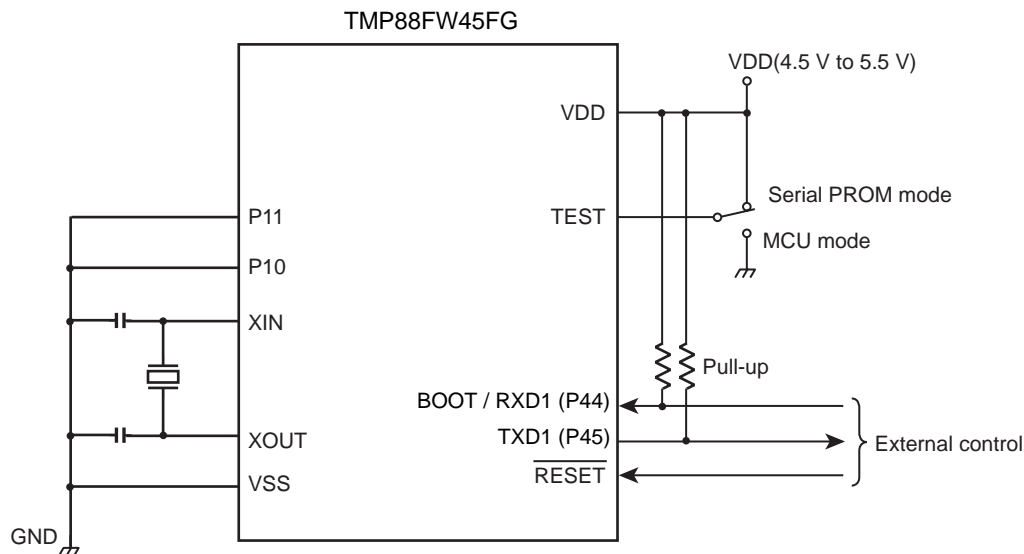 TMP88FW45FG
VDD(4.5 V to 5.5 V)
VDD
Serial PROM mode
P11
TEST
MCU mode
P10
XIN
Pull-up
BOOT / RXD1 (P44)
XOUT
TXD1 (P45)
External control
RESET
VSS
GND